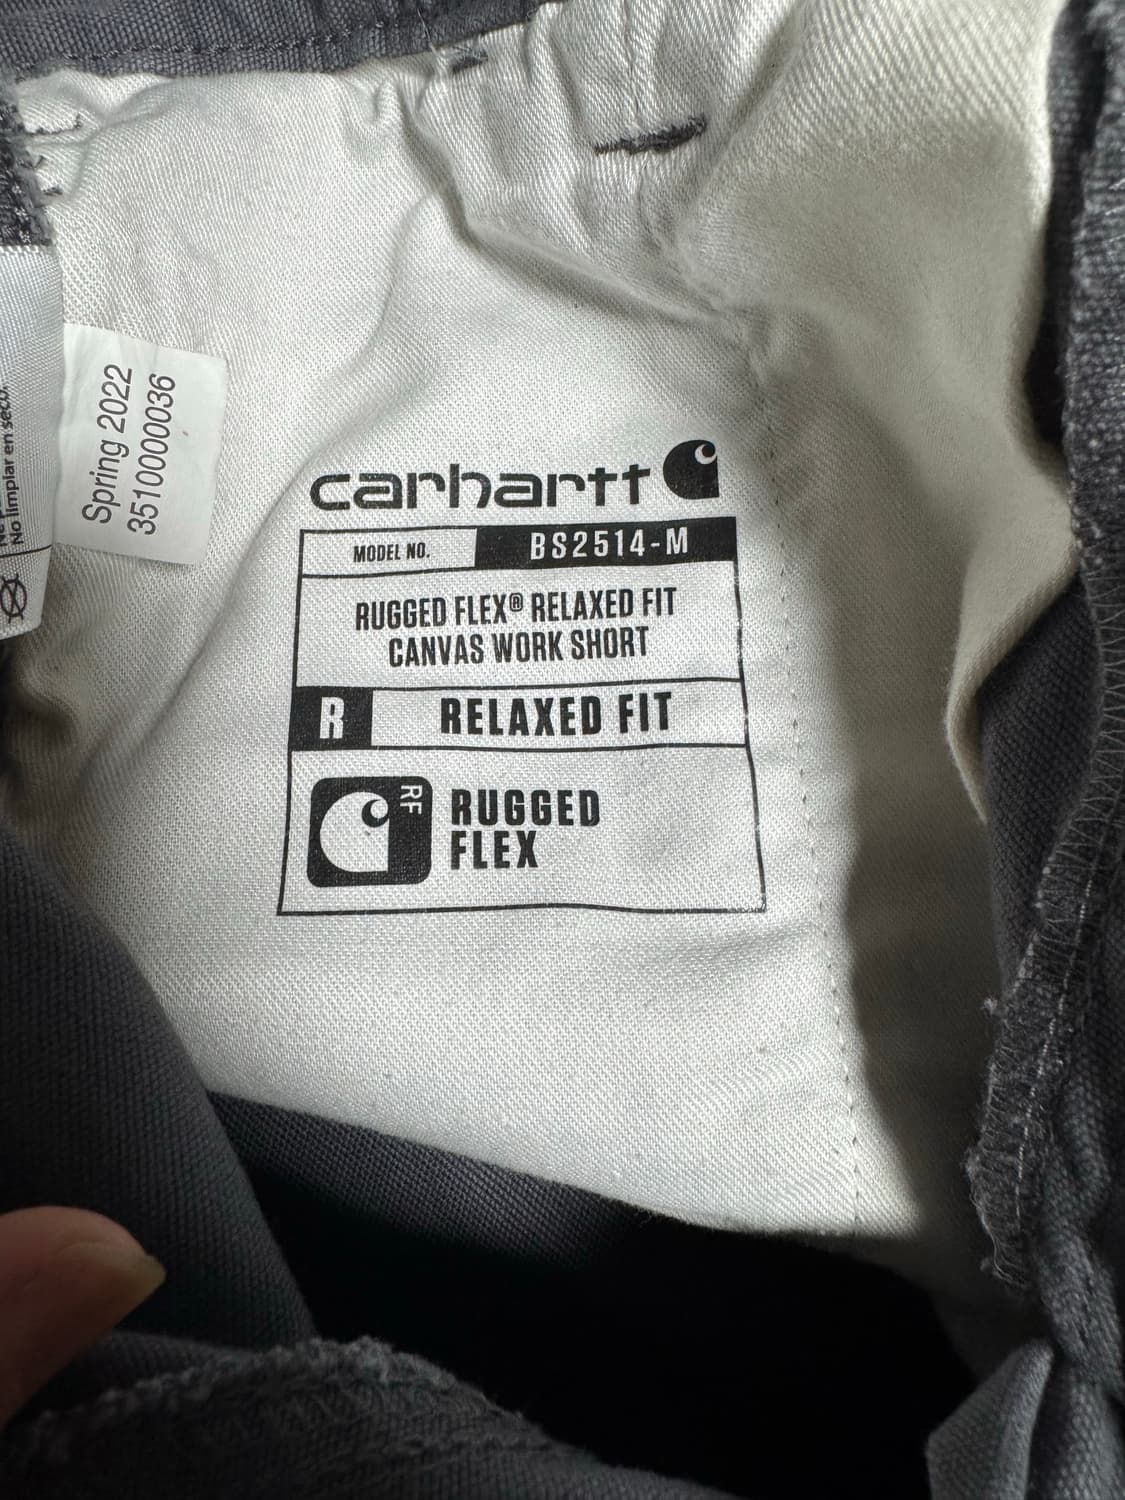 Spring 2022
3510000036
No limpiar en seco.
carhartt
MODEL NO. BS2514-M
RUGGED FLEX® RELAXED FIT
CANVAS WORK SHORT
R RELAXED FIT
RF
RUGGED
FLEX